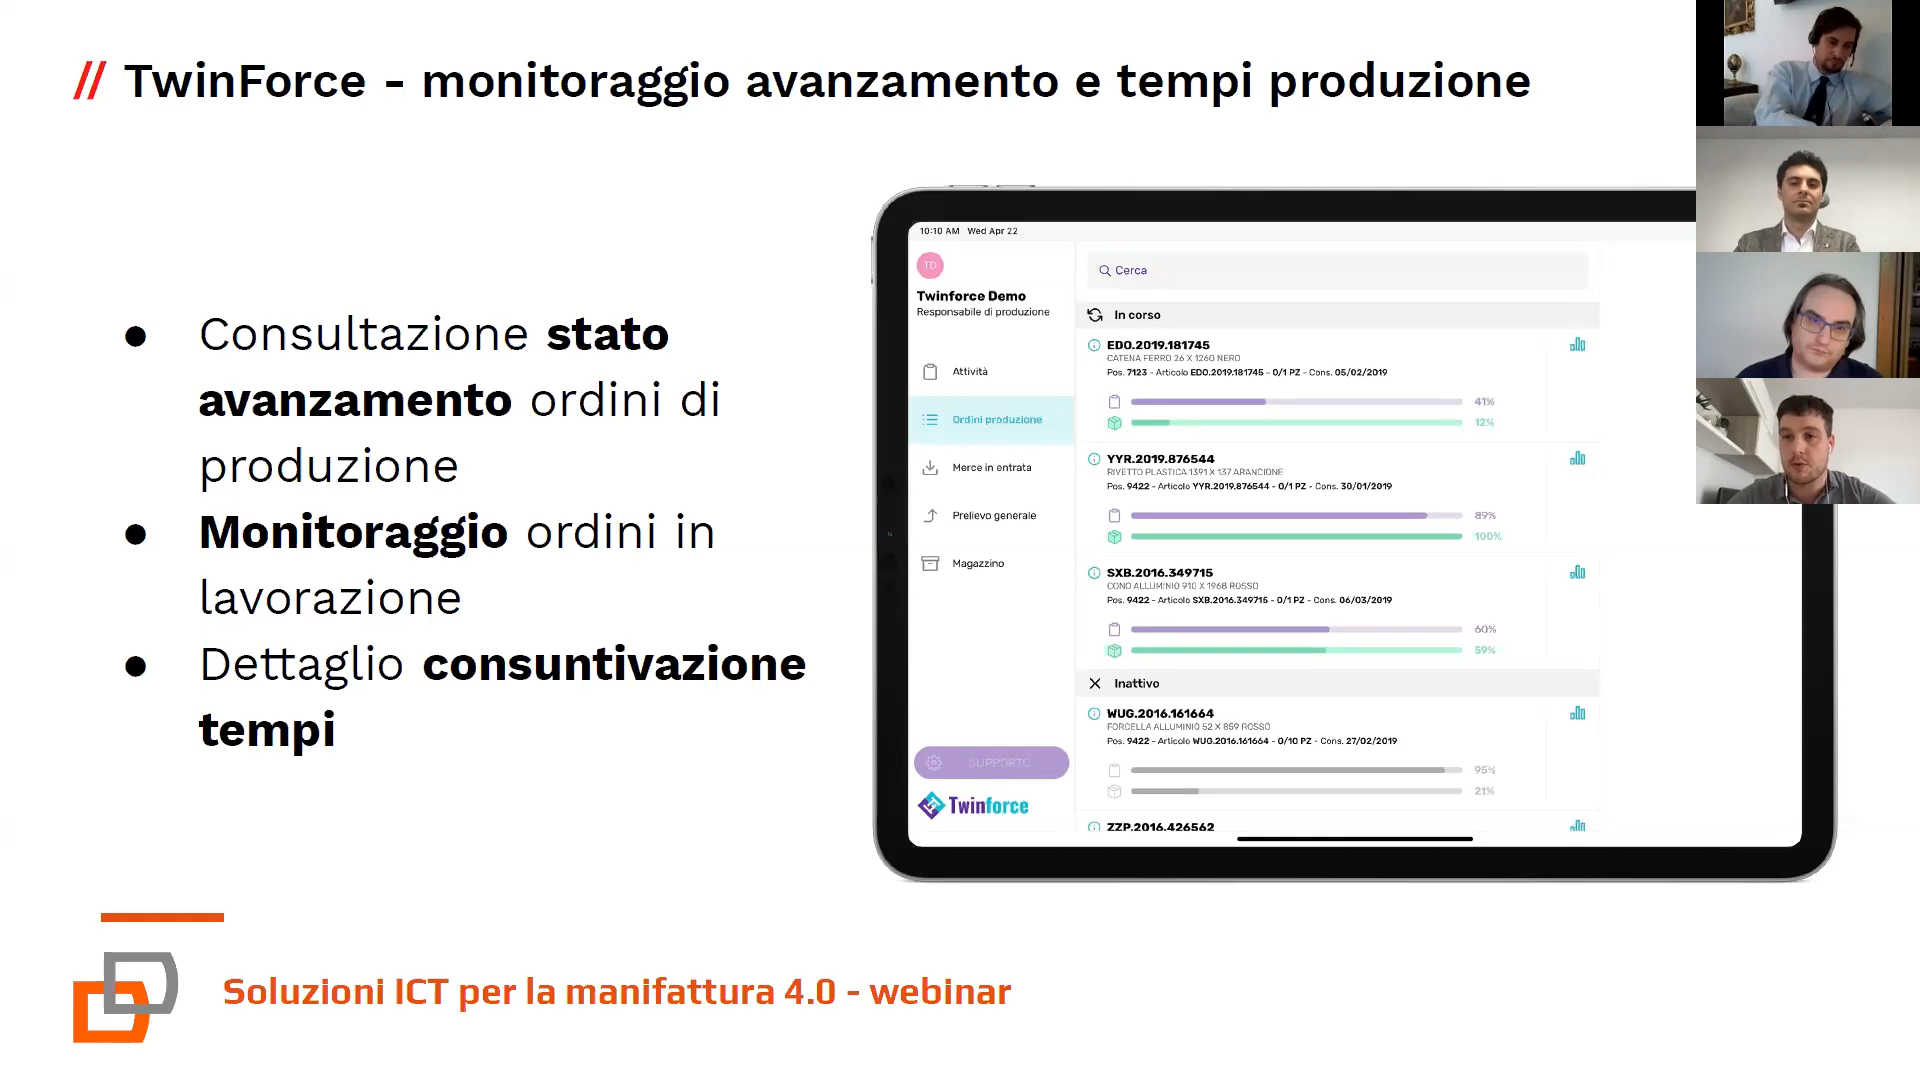 // TwinForce - monitoraggio avanzamento e tempi produzione
● Consultazione stato
avanzamento ordini di
produzione
● Monitoraggio ordini in
lavorazione
● Dettaglio consuntivazione
tempi
10:10 AM Wed Apr 22
TD
Twinforce Demo
Responsabile di produzione
Attività
Ordini produzione
Merce in entrata
Prelievo generale
Magazzino
SUPPORTO
Twinforce
Cerca
In corso
EDO.2019.181745
CATENA FERRO 26 X 1260 NERO
Pos. 7123 - Articolo EDO.2019.181745 - 0/1 PZ - Cons. 05/02/2019
41%
12%
YYR.2019.876544
RIVETTO PLASTICA 1391 X 137 ARANCIONE
Pos. 9422 - Articolo YYR.2019.876544 - 0/1 PZ - Cons. 30/01/2019
89%
100%
SXB.2016.349715
CONO ALLUMINIO 910 X 1968 ROSSO
Pos. 9422 - Articolo SXB.2016.349715 - 0/1 PZ - Cons. 06/03/2019
60%
59%
Inattivo
WUG.2016.161664
FORCELLA ALLUMINIO 52 X 859 ROSSO
Pos. 9422 - Articolo WUG.2016.161664 - 0/10 PZ - Cons. 27/02/2019
95%
21%
ZZP.2016.426562
Soluzioni ICT per la manifattura 4.0 - webinar